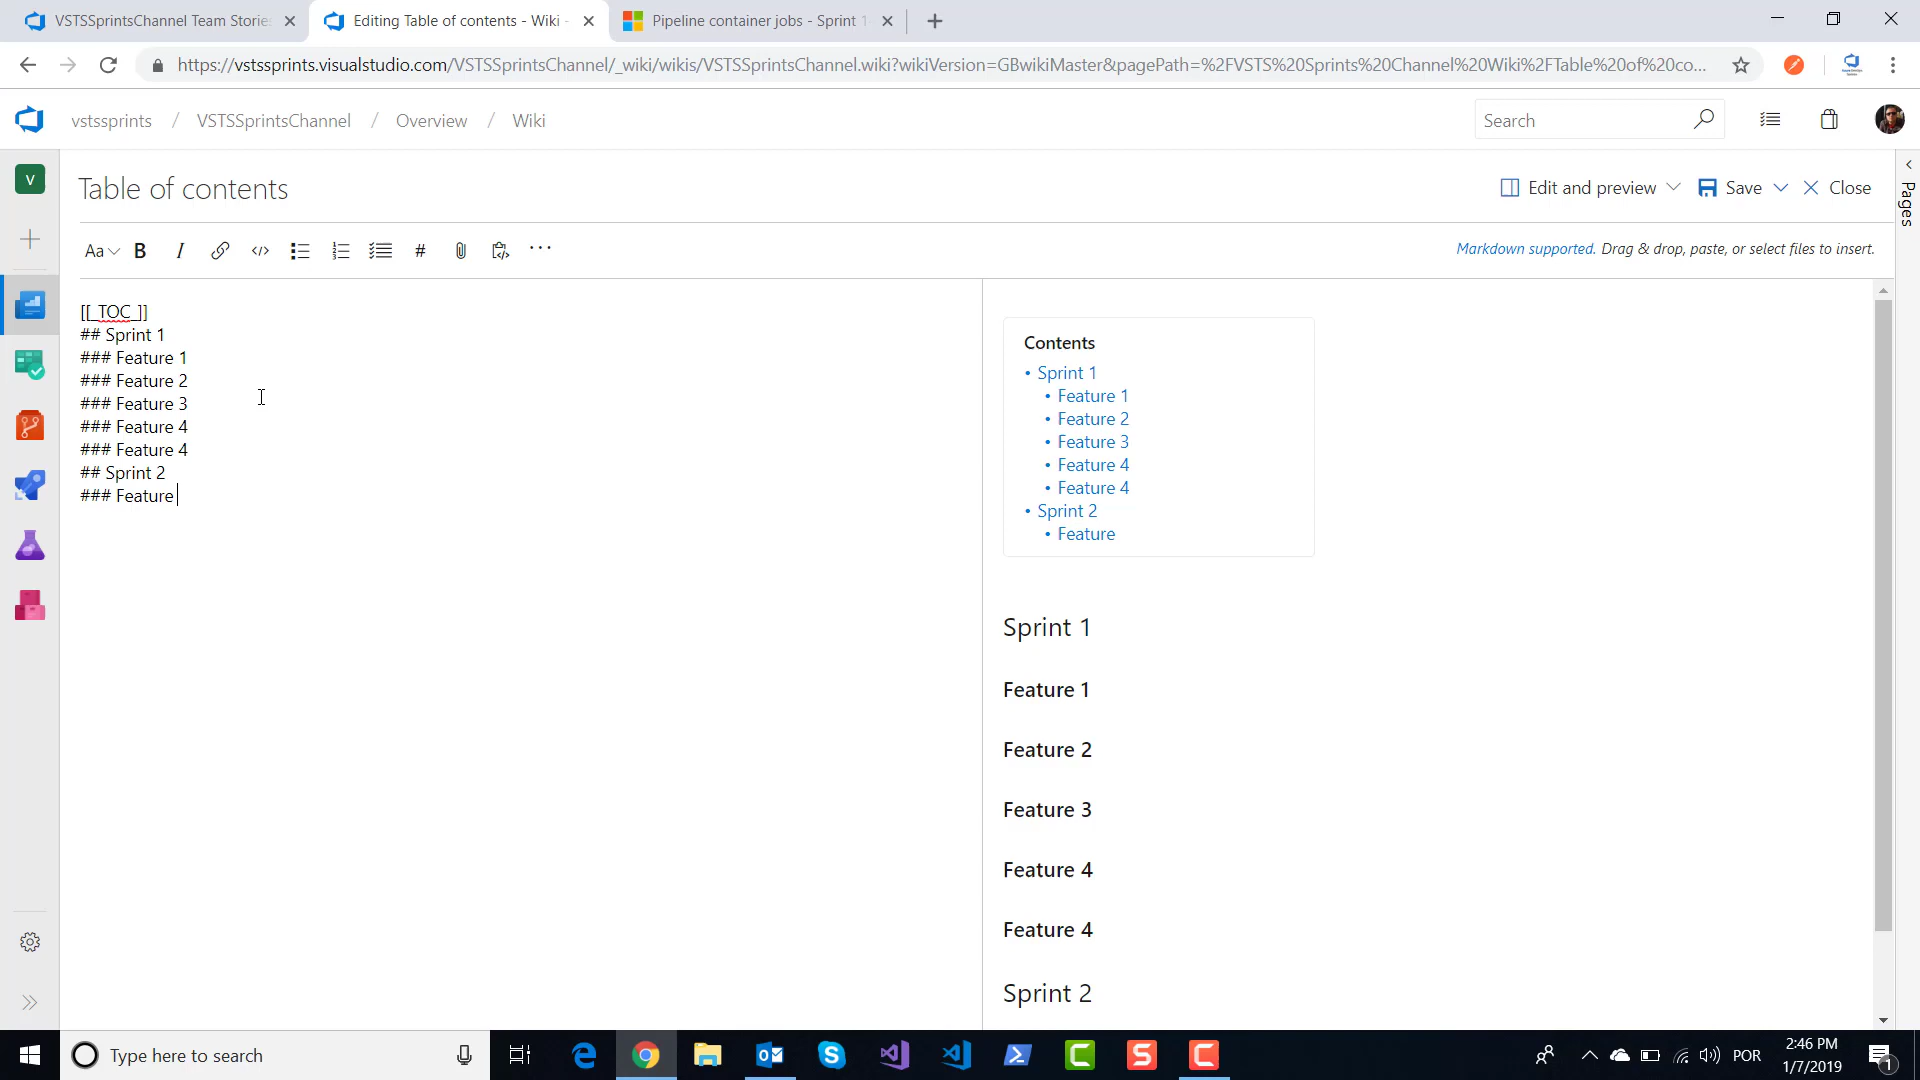 VSTSSprintsChannel Team Stories
Editing Table of contents - Wiki -
Pipeline container jobs - Sprint 1
https://vstssprints.visualstudio.com/VSTSSprintsChannel/_wiki/wikis/VSTSSprintsChannel.wiki?wikiVersion=GBwikiMaster&pagePath=%2FVSTS%20Sprints%20Channel%20Wiki%2FTable%20of%20co...
vstssprints / VSTSSprintsChannel / Overview / Wiki
Search
V
Table of contents
Edit and preview
Save
Close
Pages
Aa B I </> #
Markdown supported. Drag & drop, paste, or select files to insert.
[[_TOC_]]
## Sprint 1
### Feature 1
### Feature 2
### Feature 3
### Feature 4
### Feature 4
## Sprint 2
### Feature
Contents
• Sprint 1
• Feature 1
• Feature 2
• Feature 3
• Feature 4
• Feature 4
• Sprint 2
• Feature
Sprint 1
Feature 1
Feature 2
Feature 3
Feature 4
Feature 4
Sprint 2
Type here to search
POR
2:46 PM
1/7/2019
1